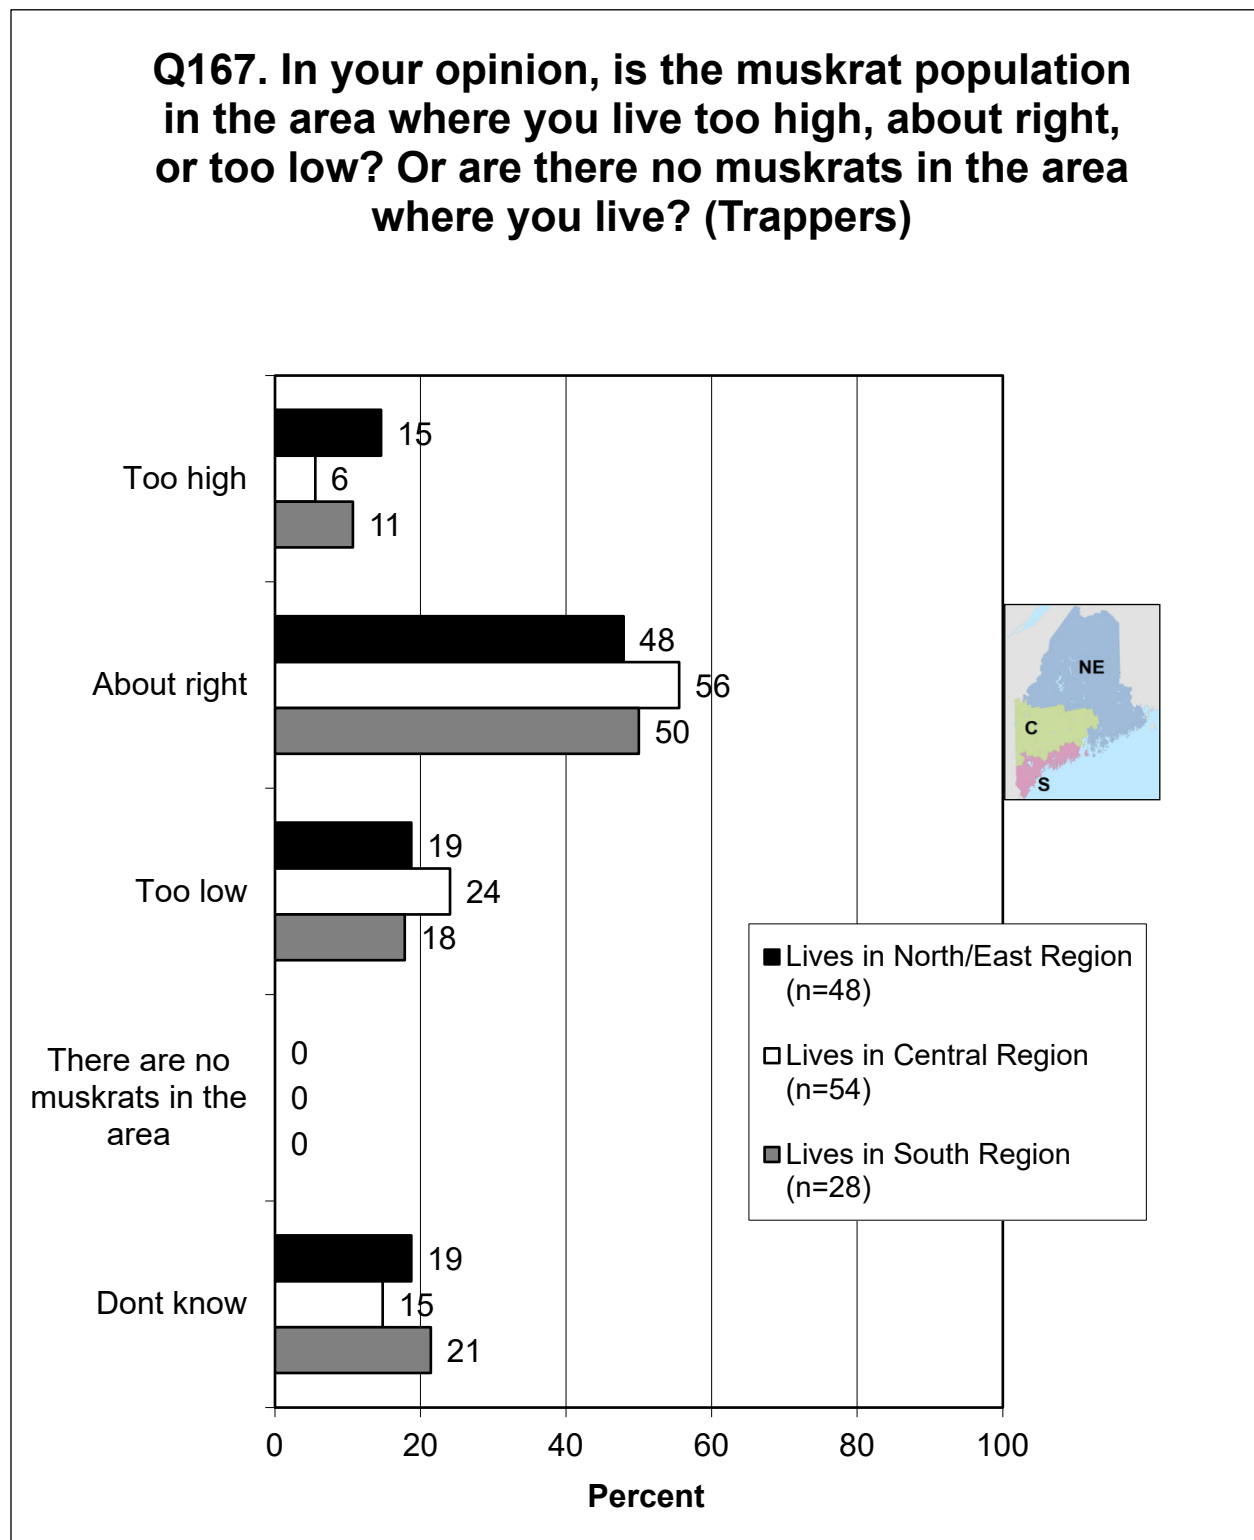 Q167. In your opinion, is the muskrat population
in the area where you live too high, about right,
or too low? Or are there no muskrats in the area
where you live? (Trappers)
Too high
15
6
11
About right
48
56
50
NE
C
S
Too low
19
24
18
Lives in North/East Region
(n=48)
Lives in Central Region
(n=54)
Lives in South Region
(n=28)
There are no
muskrats in the
area
0
0
0
Dont know
19
15
21
0 20 40 60 80 100
Percent